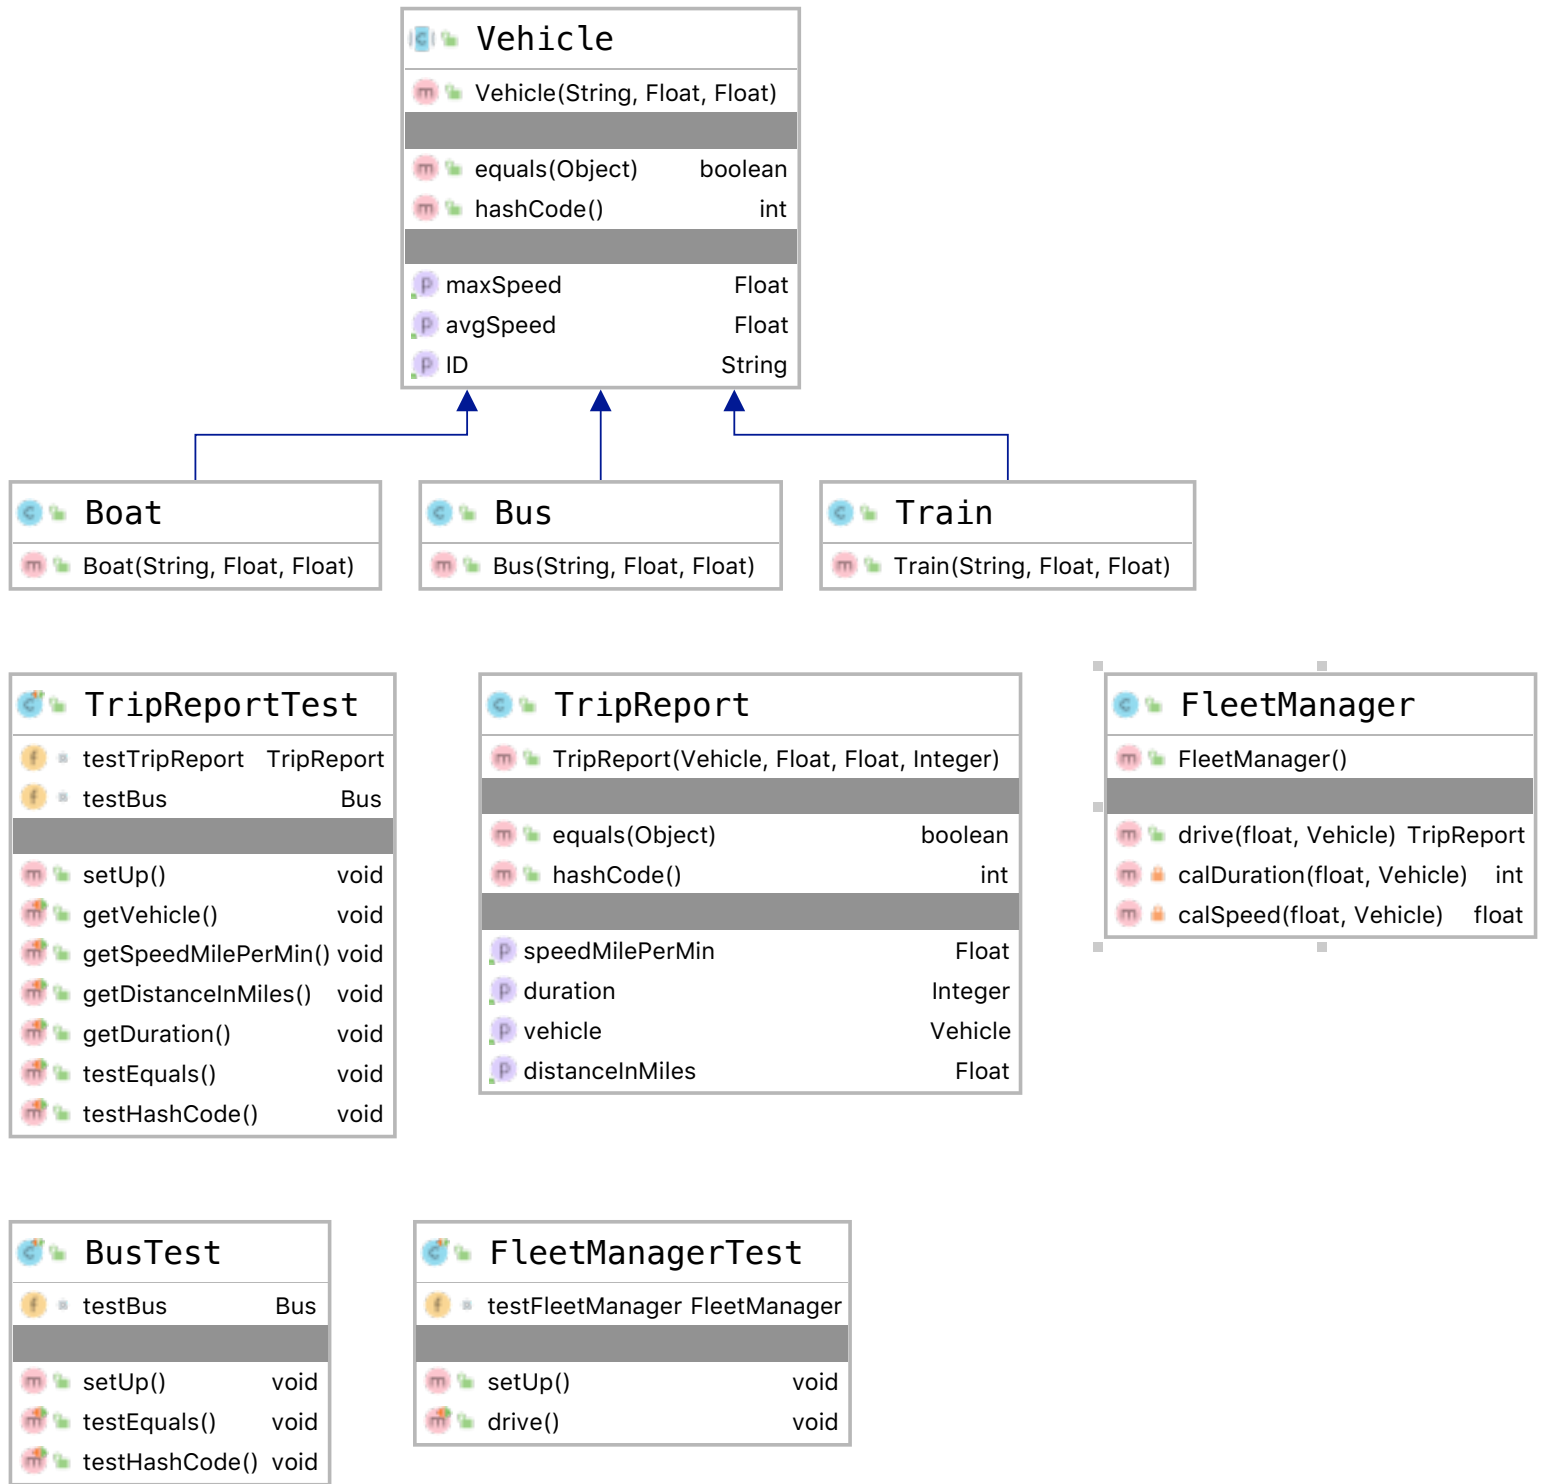 Vehicle
Vehicle(String, Float, Float)
equals(Object) boolean
hashCode() int
maxSpeed Float
avgSpeed Float
ID String
Boat
Boat(String, Float, Float)
Bus
Bus(String, Float, Float)
Train
Train(String, Float, Float)
TripReportTest
testTripReport TripReport
testBus Bus
setUp() void
getVehicle() void
getSpeedMilePerMin() void
getDistanceInMiles() void
getDuration() void
testEquals() void
testHashCode() void
TripReport
TripReport(Vehicle, Float, Float, Integer)
equals(Object) boolean
hashCode() int
speedMilePerMin Float
duration Integer
vehicle Vehicle
distanceInMiles Float
FleetManager
FleetManager()
drive(float, Vehicle) TripReport
calDuration(float, Vehicle) int
calSpeed(float, Vehicle) float
BusTest
testBus Bus
setUp() void
testEquals() void
testHashCode() void
FleetManagerTest
testFleetManager FleetManager
setUp() void
drive() void